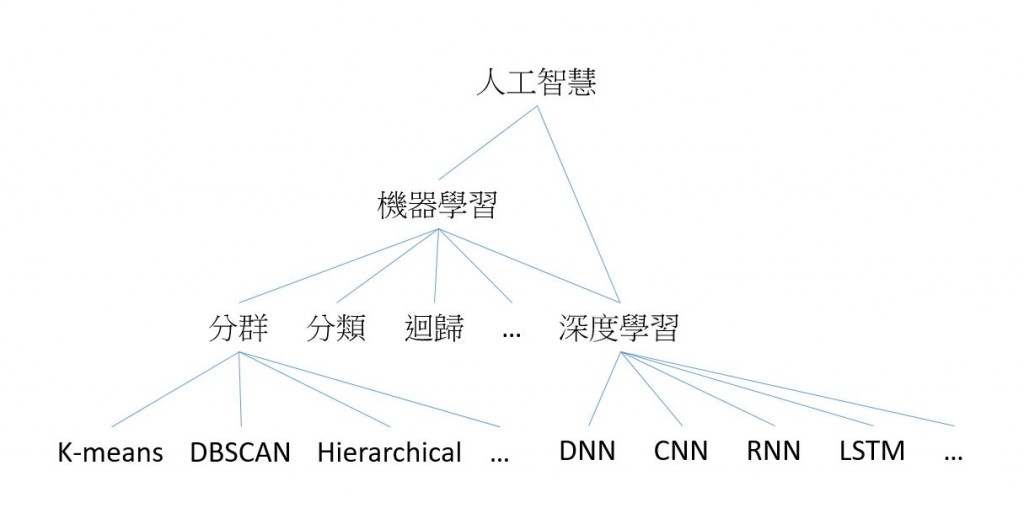 人工智慧
機器學習
分群 分類 迴歸 ... 深度學習
K-means DBSCAN Hierarchical ... DNN CNN RNN LSTM ...